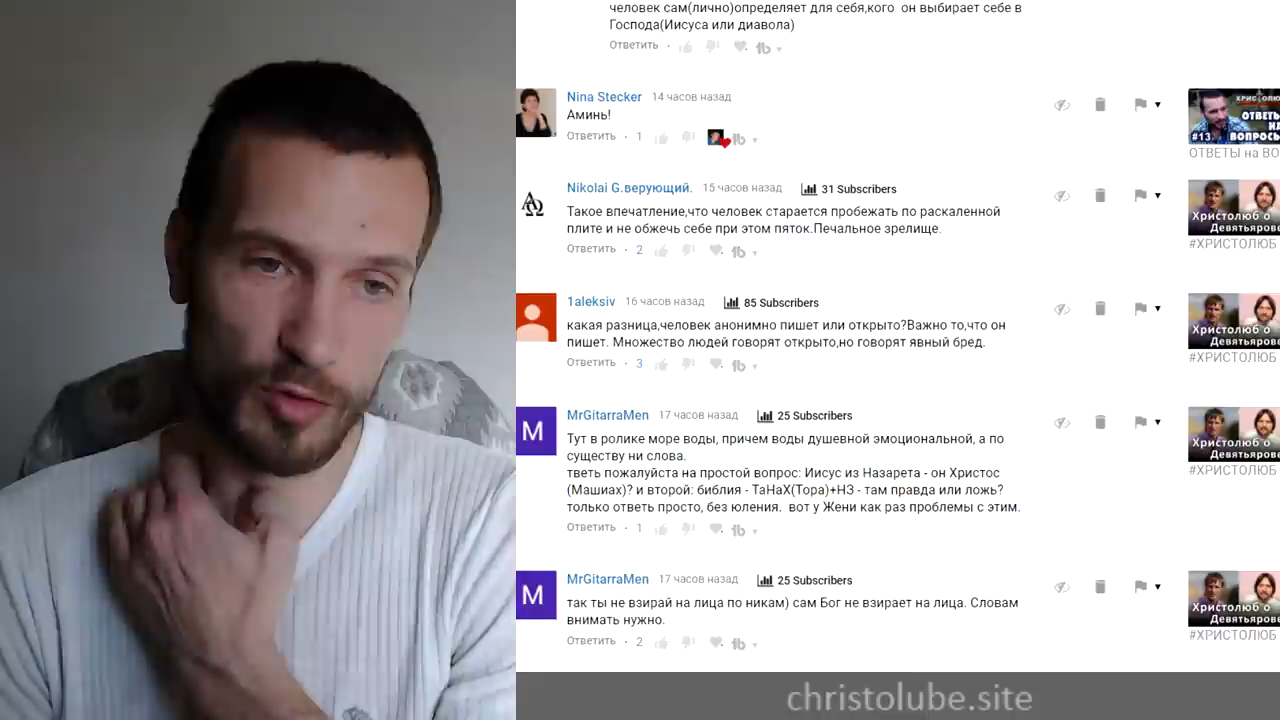 человек сам(лично)определяет для себя,кого он выбирает себе в
Господа(Иисуса или диавола)
Ответить
Nina Stecker 14 часов назад
Аминь!
Ответить · 1
ХРИСТОЛЮ
ОТВЕТЫ
НА
#13. ВОПРОСЫ
ОТВЕТЫ на ВО
Nikolai G.верующий. 15 часов назад 31 Subscribers
Такое впечатление,что человек старается пробежать по раскаленной
плите и не обжечь себе при этом пяток.Печальное зрелище.
Ответить · 2
Христолюб о
Девятьярове
#ХРИСТОЛЮБ
1aleksiv 16 часов назад 85 Subscribers
какая разница,человек анонимно пишет или открыто?Важно то,что он
пишет. Множество людей говорят открыто,но говорят явный бред.
Ответить · 3
Христолюб о
Девятьярове
#ХРИСТОЛЮБ
M
MrGitarraMen 17 часов назад 25 Subscribers
Тут в ролике море воды, причем воды душевной эмоциональной, а по
существу ни слова.
тветь пожалуйста на простой вопрос: Иисус из Назарета - он Христос
(Машиах)? и второй: библия - ТаНаХ(Тора)+НЗ - там правда или ложь?
только ответь просто, без юления. вот у Жени как раз проблемы с этим.
Ответить · 1
Христолюб о
Девятьярове
#ХРИСТОЛЮБ
M
MrGitarraMen 17 часов назад 25 Subscribers
так ты не взирай на лица по никам) сам Бог не взирает на лица. Словам
внимать нужно.
Ответить · 2
Христолюб о
Девятьярове
#ХРИСТОЛЮБ
christolube.site